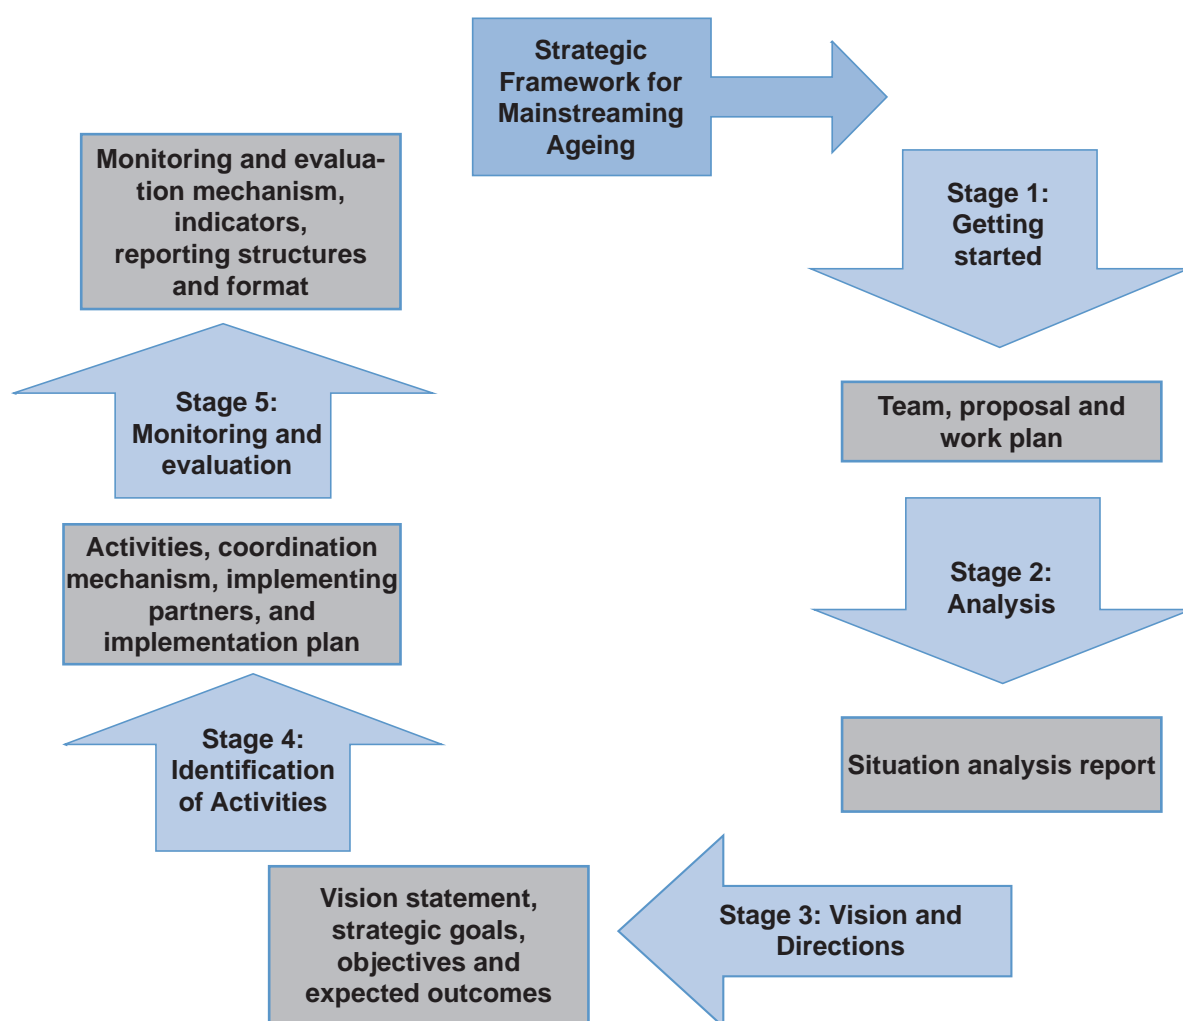 Strategic
Framework for
Mainstreaming
Ageing
Stage 1:
Getting
started
Team, proposal and
work plan
Stage 2:
Analysis
Situation analysis report
Stage 3: Vision and
Directions
Vision statement,
strategic goals,
objectives and
expected outcomes
Stage 4:
Identification
of Activities
Activities, coordination
mechanism, implementing
partners, and
implementation plan
Stage 5:
Monitoring and
evaluation
Monitoring and evalua-
tion mechanism,
indicators,
reporting structures
and format